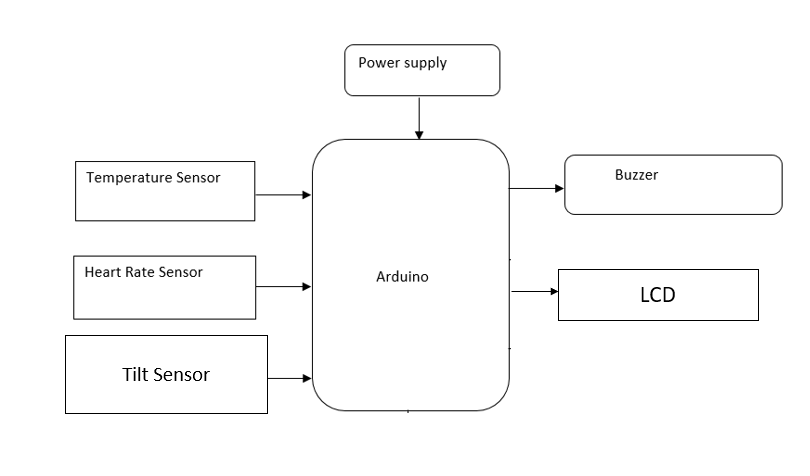 Power supply
Temperature Sensor
Buzzer
Heart Rate Sensor
Arduino
LCD
Tilt Sensor